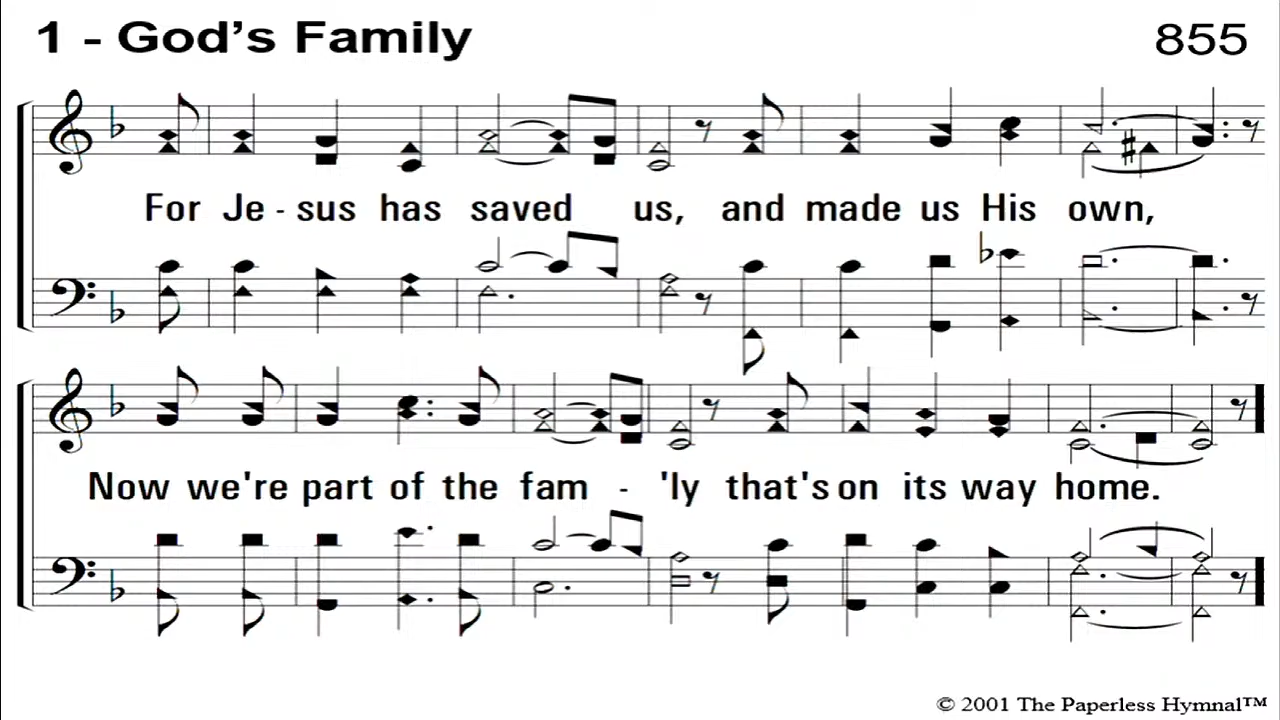 1 - God's Family
855
For Je - sus has saved us, and made us His own,
Now we're part of the fam - 'ly that's on its way home.
© 2001 The Paperless Hymnal™